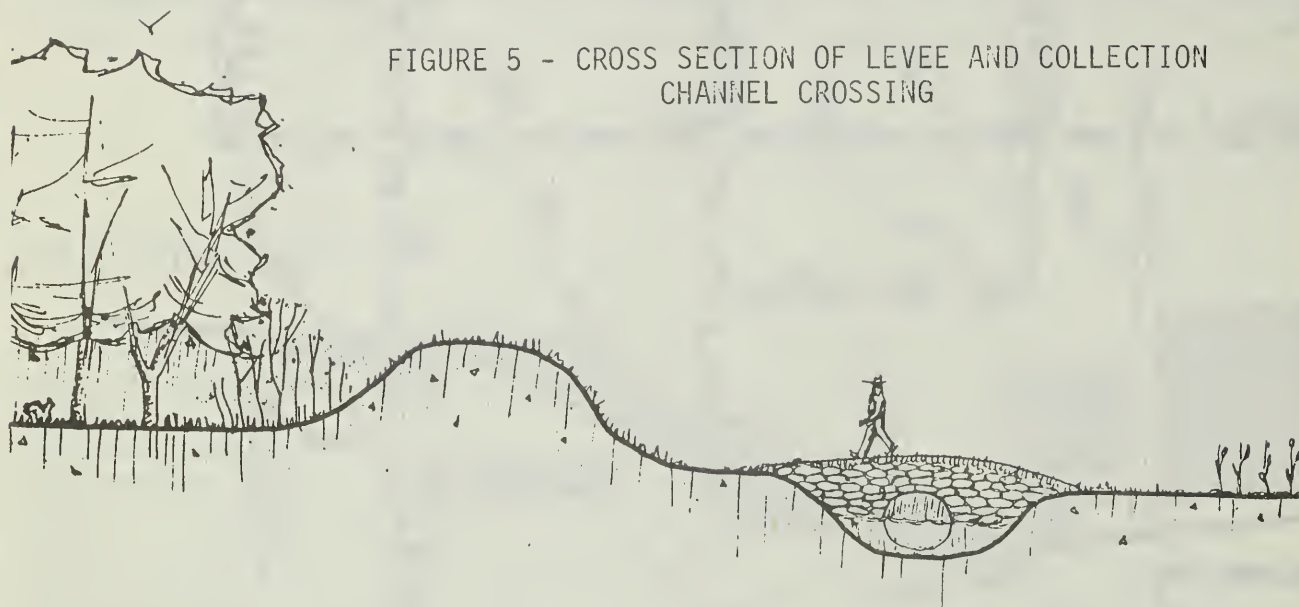 FIGURE 5 - CROSS SECTION OF LEVEE AND COLLECTION
CHANNEL CROSSING